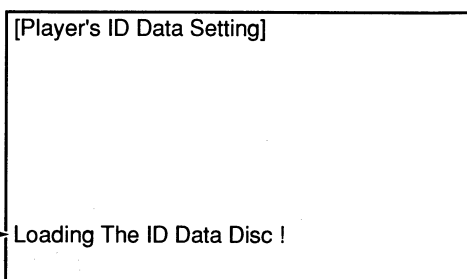 [Player's ID Data Setting]
Loading The ID Data Disc !